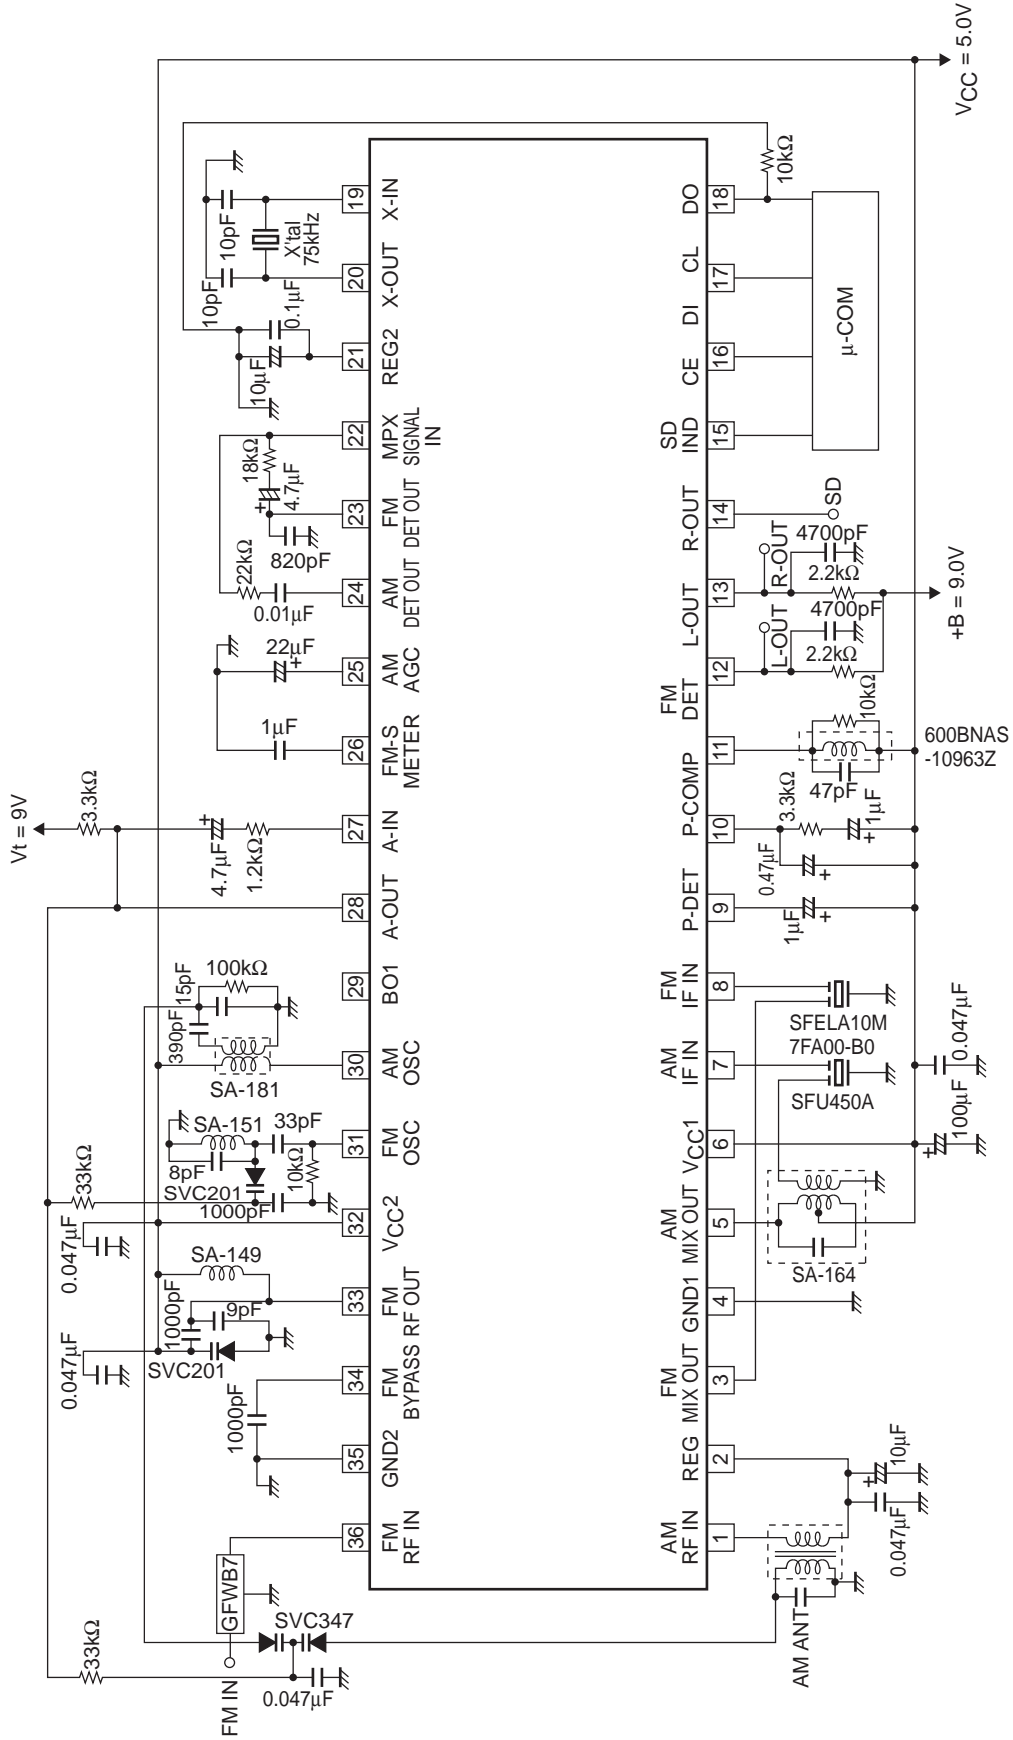 FM IN
GFWB7
33kΩ
SVC347
0.047μF
0.047μF
0.047μF
33kΩ
1000pF
1000pF
SVC201
9pF
SA-149
8pF
SVC201
1000pF
10kΩ
SA-151
33pF
SA-181
390pF
15pF
100kΩ
Vt = 9V
3.3kΩ
4.7μF
+
1.2kΩ
1μF
22μF
+
22kΩ
0.01μF
820pF
18kΩ
+
4.7μF
10μF
0.1μF
10pF
10pF
X'tal
75kHz
36
35
34
33
32
31
30
29
28
27
26
25
24
23
22
21
20
19
FM
RF IN
GND2
FM
BYPASS
FM
RF OUT
VCC2
FM
OSC
AM
OSC
BO1
A-OUT
A-IN
FM-S
METER
AM
AGC
AM
DET OUT
FM
DET OUT
MPX
SIGNAL
IN
REG2
X-OUT
X-IN
AM
RF IN
REG
FM
MIX OUT
GND1
AM
MIX OUT
VCC1
AM
IF IN
FM
IF IN
P-DET
P-COMP
FM
DET
L-OUT
R-OUT
SD
IND
CE
DI
CL
DO
1
2
3
4
5
6
7
8
9
10
11
12
13
14
15
16
17
18
AM ANT
0.047μF
+
10μF
SA-164
+
100μF
0.047μF
SFU450A
SFELA10M
7FA00-B0
1μF
+
0.47μF
+
3.3kΩ
+
1μF
47pF
10kΩ
600BNAS
-10963Z
L-OUT
2.2kΩ
4700pF
R-OUT
2.2kΩ
4700pF
+B = 9.0V
SD
μ-COM
10kΩ
VCC = 5.0V